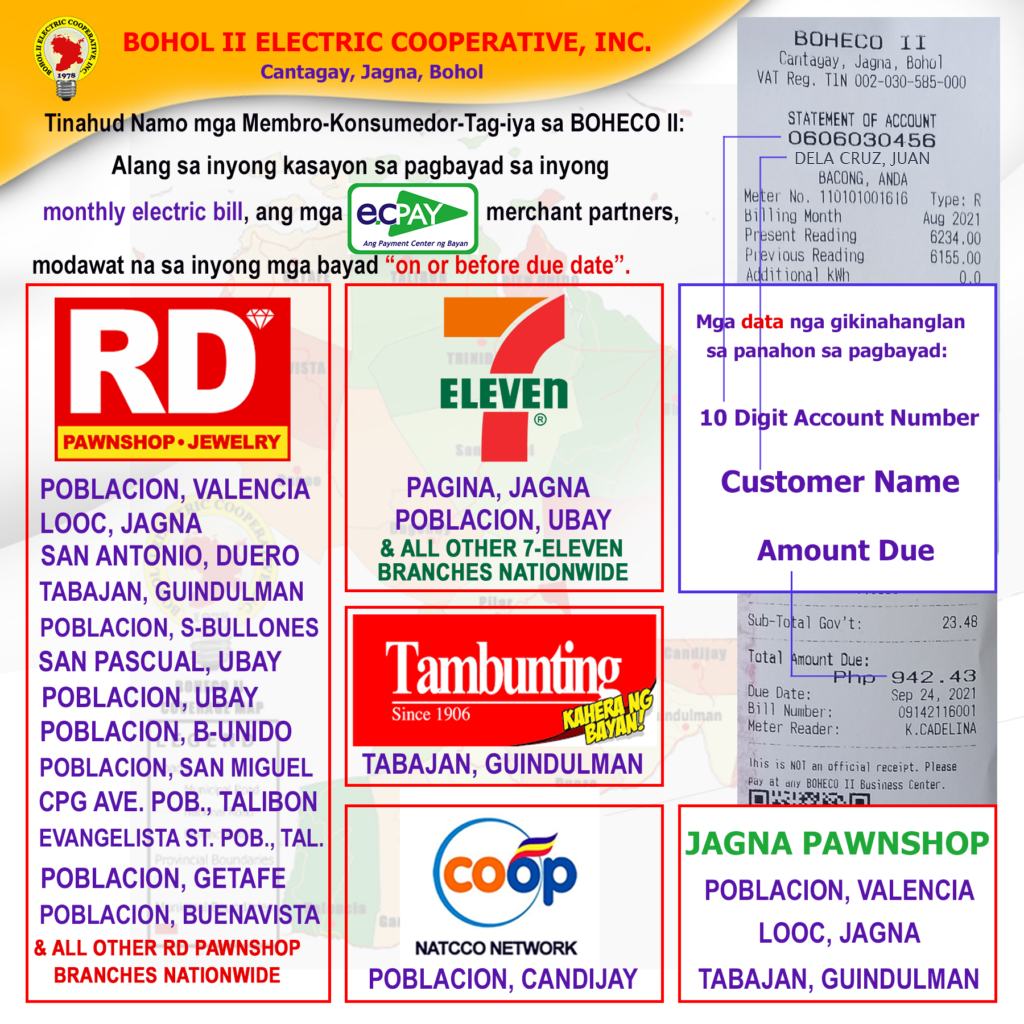 BOHOL II ELECTRIC COOPERATIVE, INC.
1978
BOHOL II ELECTRIC COOPERATIVE, INC.
Cantagay, Jagna, Bohol
Tinahud Namo mga Membro-Konsumedor-Tag-iya sa BOHECO II:
Alang sa inyong kasayon sa pagbayad sa inyong
monthly electric bill, ang mga ecPAY merchant partners,
Ang Payment Center ng Bayan
modawat na sa inyong mga bayad “on or before due date”.
BOHECO II
Cantagay, Jagna, Bohol
VAT Reg. TIN 002-030-585-000
STATEMENT OF ACCOUNT
0606030456
DELA CRUZ, JUAN
BACONG, ANDA
Meter No. 110101001616 Type: R
Billing Month Aug 2021
Present Reading 6234.00
Previous Reading 6155.00
Additional kWh 0.0
RD
PAWNSHOP•JEWELRY
POBLACION, VALENCIA
LOOC, JAGNA
SAN ANTONIO, DUERO
TABAJAN, GUINDULMAN
POBLACION, S-BULLONES
SAN PASCUAL, UBAY
POBLACION, UBAY
POBLACION, B-UNIDO
POBLACION, SAN MIGUEL
CPG AVE. POB., TALIBON
EVANGELISTA ST. POB., TAL.
POBLACION, GETAFE
POBLACION, BUENAVISTA
& ALL OTHER RD PAWNSHOP
BRANCHES NATIONWIDE
7
ELEVEn
®
PAGINA, JAGNA
POBLACION, UBAY
& ALL OTHER 7-ELEVEN
BRANCHES NATIONWIDE
Tambunting
Since 1906
KAHERA NG
BAYAN!
TABAJAN, GUINDULMAN
coop
NATCCO NETWORK
POBLACION, CANDIJAY
Mga data nga gikinahanglan
sa panahon sa pagbayad:
10 Digit Account Number
Customer Name
Amount Due
Sub-Total Gov't: 23.48
Total Amount Due:
Php 942.43
Due Date: Sep 24, 2021
Bill Number: 09142116001
Meter Reader: K.CADELINA
This is NOT an official receipt. Please
pay at any BOHECO II Business Center.
JAGNA PAWNSHOP
POBLACION, VALENCIA
LOOC, JAGNA
TABAJAN, GUINDULMAN